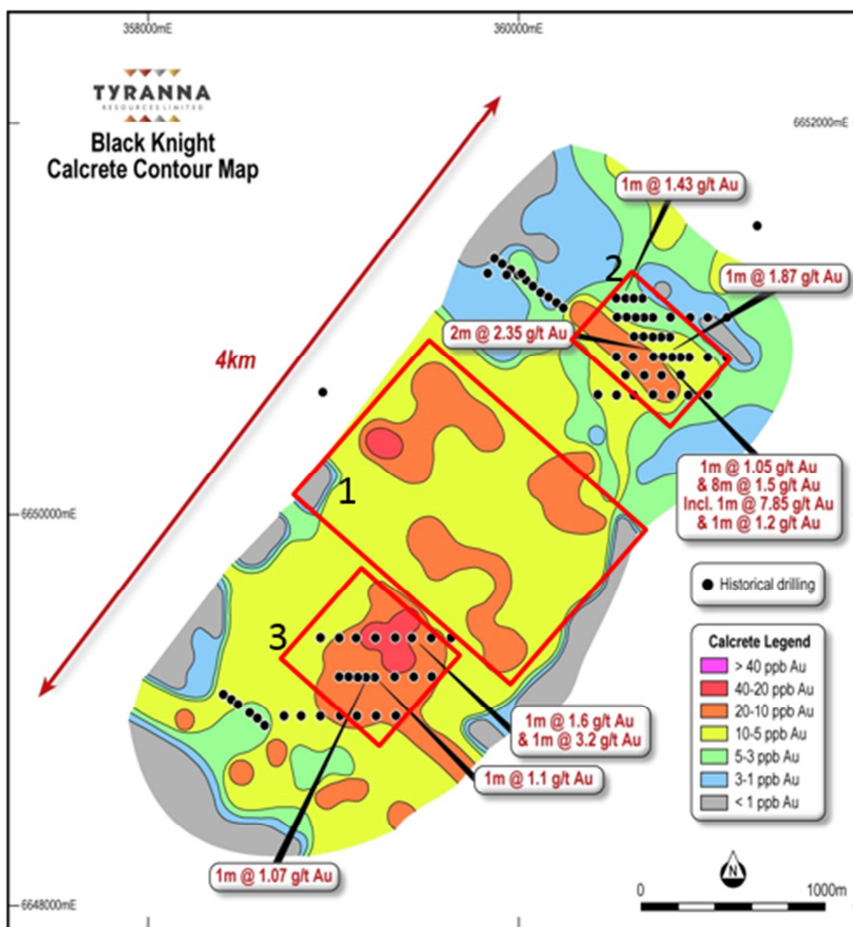 358000mE
360000mE
TYRANNA
RESOURCES LIMITED
Black Knight
Calcrete Contour Map
6652000mE
1m @ 1.43 g/t Au
2
1m @ 1.87 g/t Au
2m @ 2.35 g/t Au
4km
1m @ 1.05 g/t Au
& 8m @ 1.5g/t Au
Incl. 1m @ 7.85 g/t Au
& 1m @ 1.2g/t Au
1
6650000mE
Historical drilling
3
Calcrete Legend
> 40 ppb Au
40-20 ppb Au
20-10 ppb Au
10-5 ppb Au
5-3 ppb Au
3-1 ppb Au
< 1 ppb Au
1m @ 1.6 g/t Au
& 1m @ 3.2 g/t Au
1m @ 1.1 g/t Au
1m @ 1.07 g/t Au
N
0
1000m
6648000mE